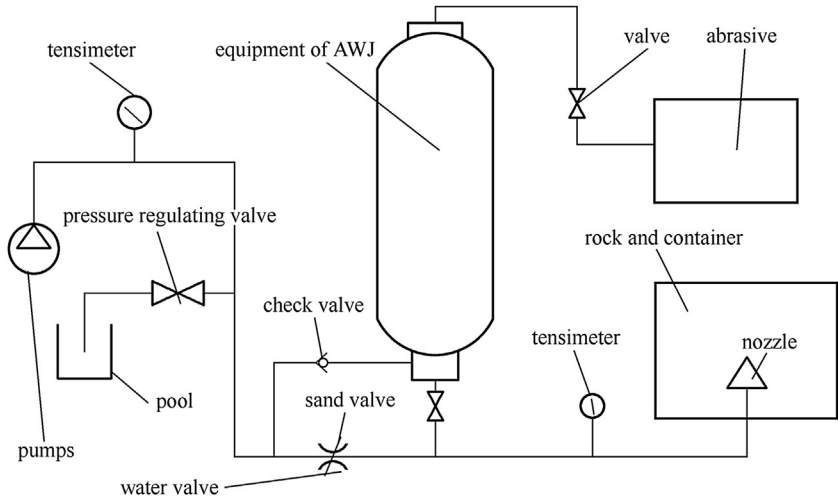 tensimeter
equipment of AWJ
valve
abrasive
pressure regulating valve
rock and container
check valve
tensimeter
nozzle
pool
sand valve
pumps
water valve